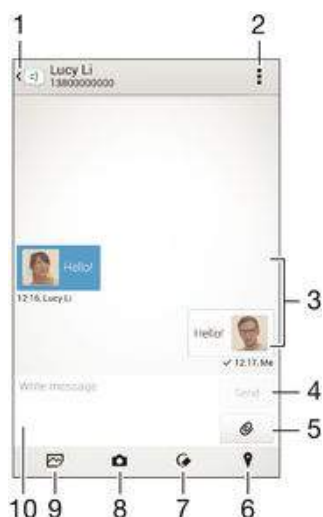 1
2
Lucy Li
13800000000
Hello!
12:16, Lucy Li
Hello!
✓ 12:17, Me
3
Write message
Send
4
5
10 9 8 7 6